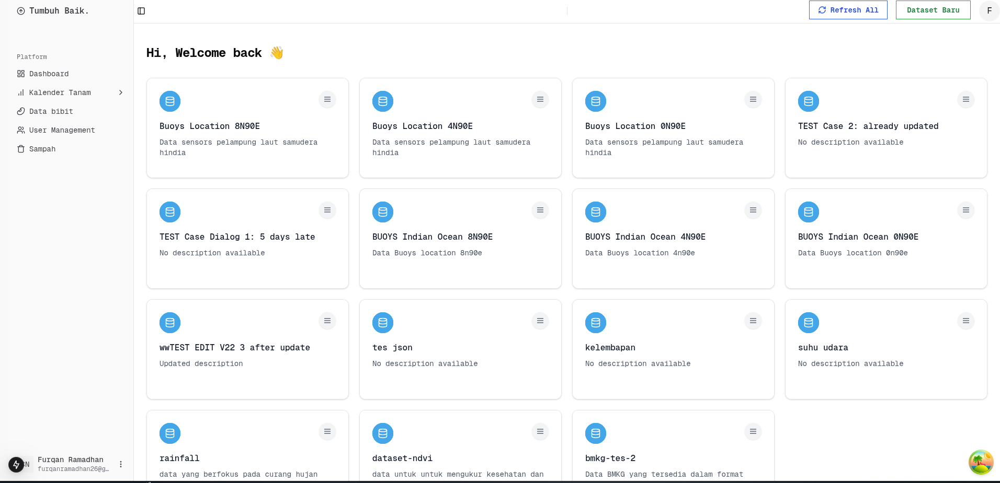 Tumbuh Baik.
Refresh All
Dataset Baru
F
Platform
Dashboard
Kalender Tanam
Data bibit
User Management
Sampah
Hi, Welcome back 👋
Buoys Location 8N90E
Data sensors pelampung laut samudera
hindia
Buoys Location 4N90E
Data sensors pelampung laut samudera
hindia
Buoys Location 0N90E
Data sensors pelampung laut samudera
hindia
TEST Case 2: already updated
No description available
TEST Case Dialog 1: 5 days late
No description available
BUOYS Indian Ocean 8N90E
Data Buoys location 8n90e
BUOYS Indian Ocean 4N90E
Data Buoys location 4n90e
BUOYS Indian Ocean 0N90E
Data Buoys location 0n90e
wwTEST EDIT V22 3 after update
Updated description
tes json
No description available
kelembapan
No description available
suhu udara
No description available
rainfall
data yang berfokus pada curang hujan
dataset-ndvi
data untuk untuk mengukur kesehatan dan
bmkg-tes-2
Data BMKG yang tersedia dalam format
Furqan Ramadhan
furqanramadhan26@g…